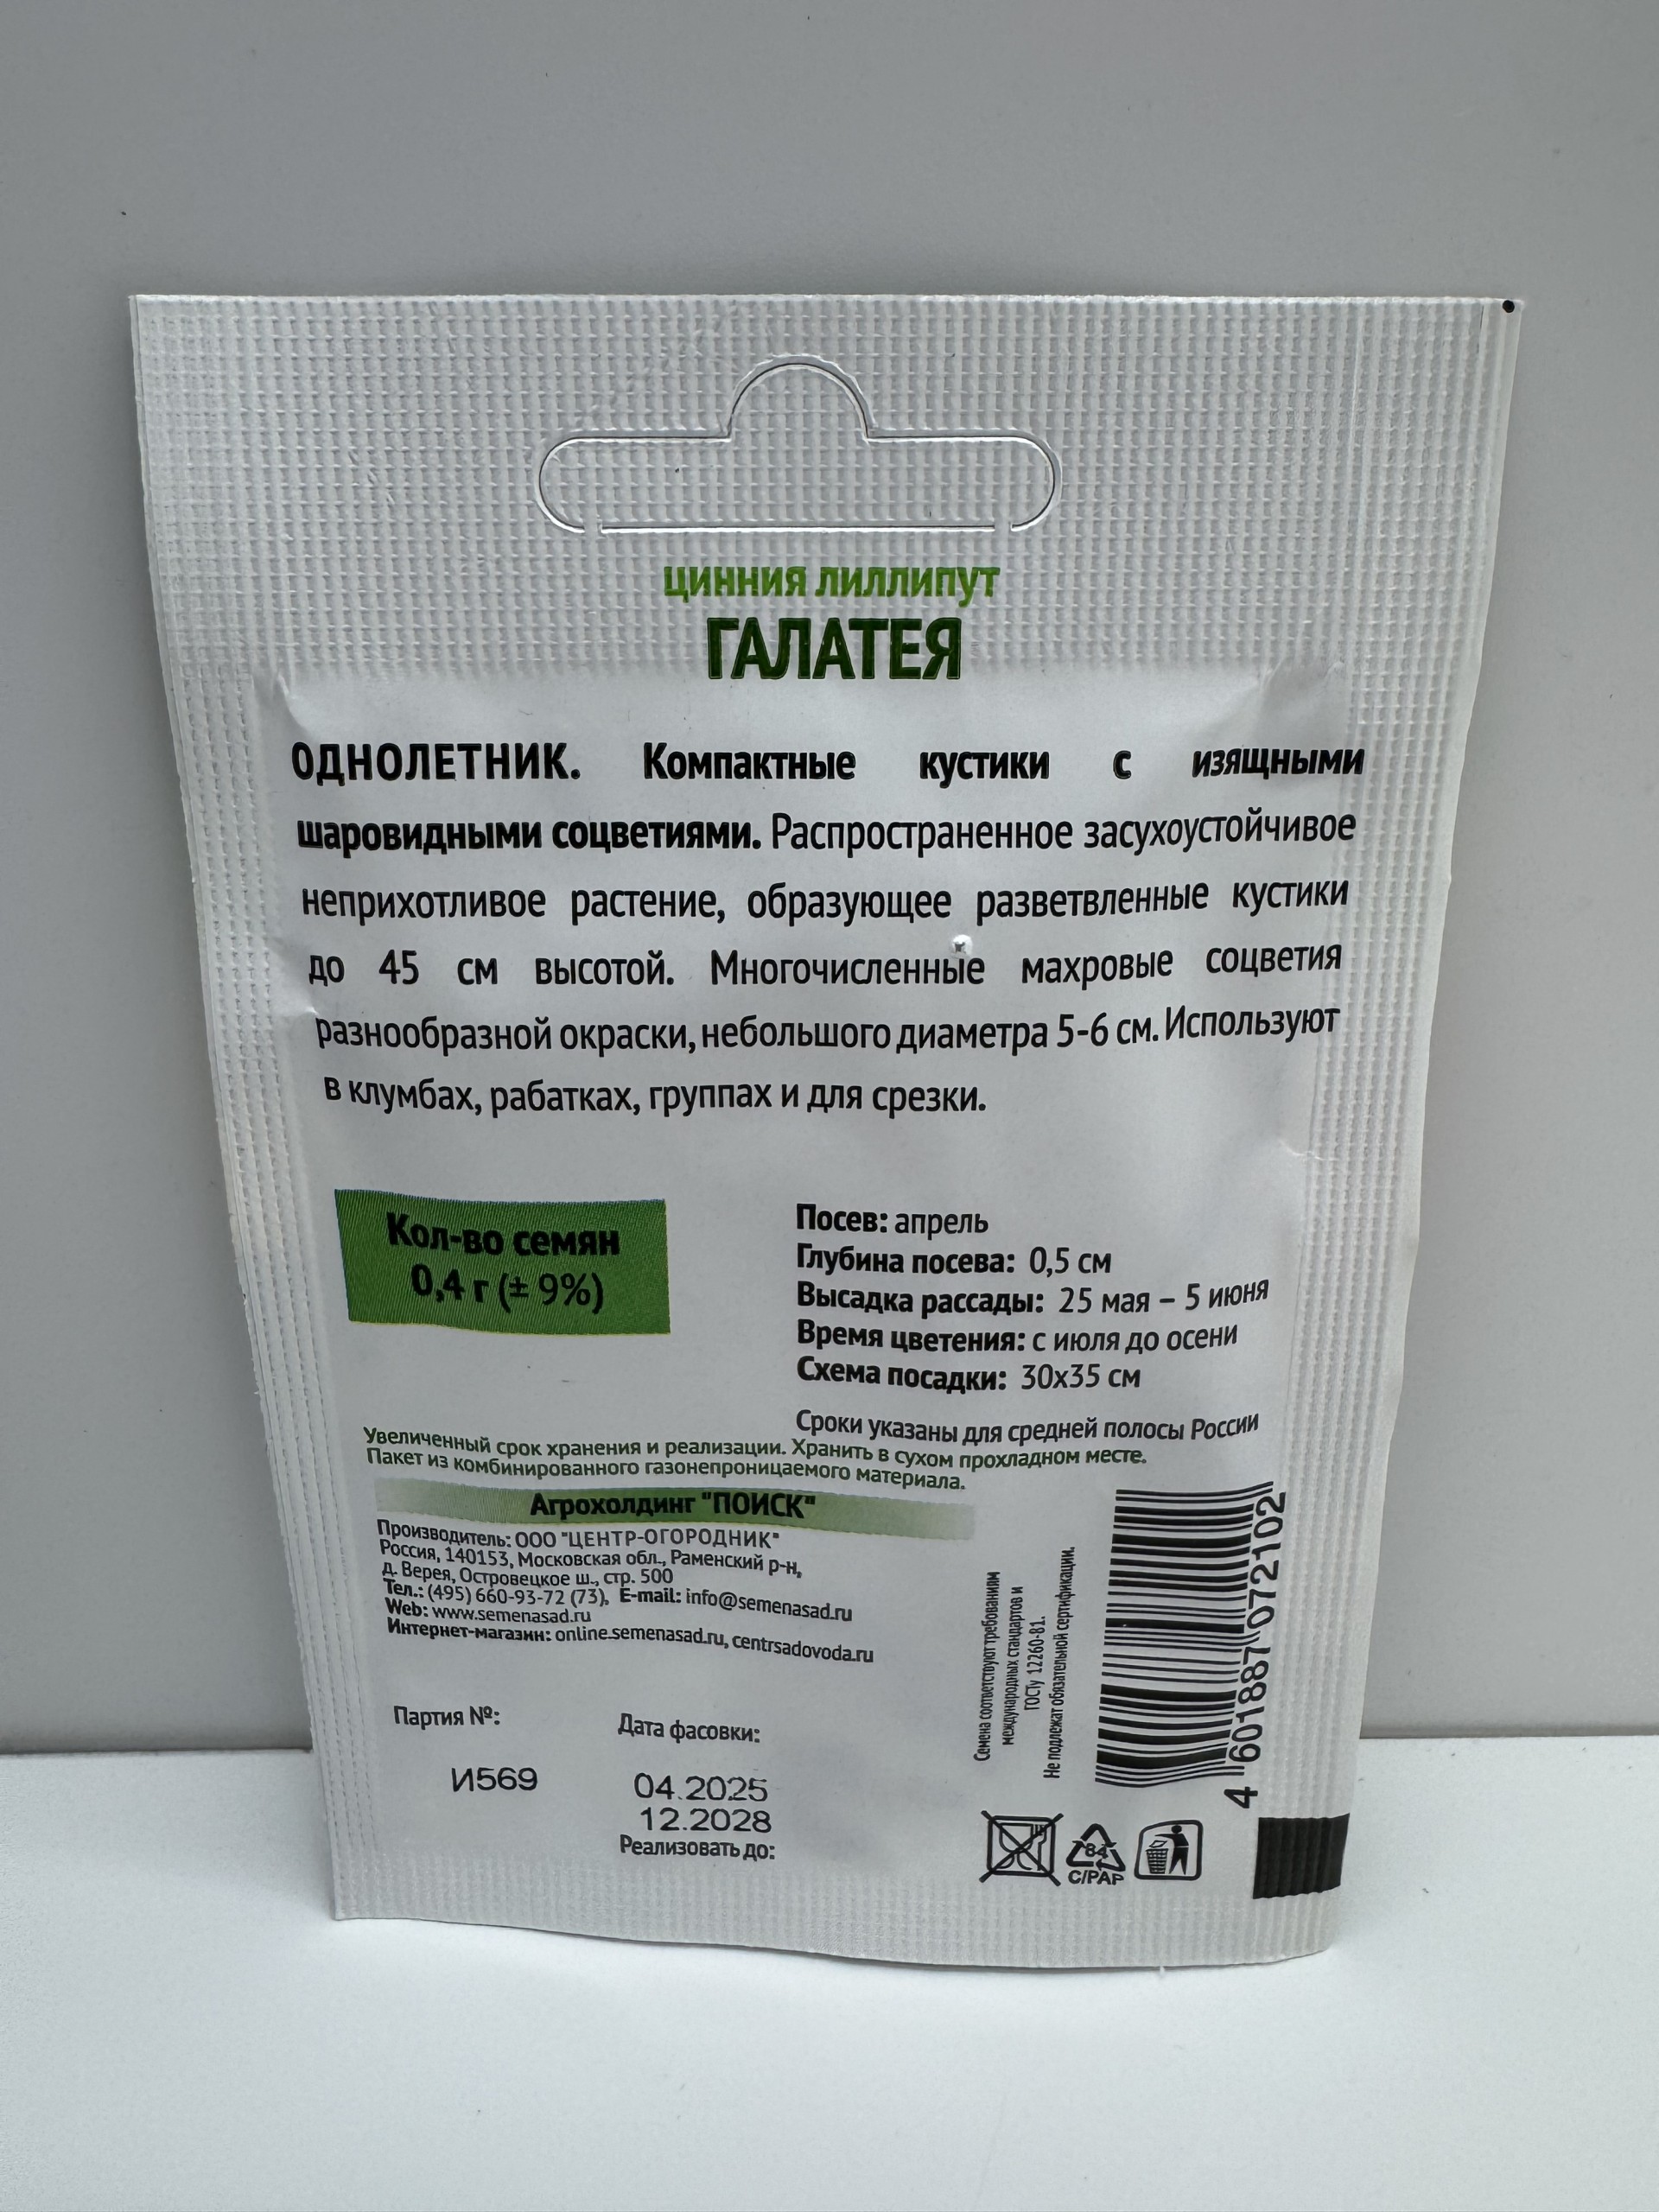 ЦИННИЯ ЛИЛЛИПУТ
ГАЛАТЕЯ
ОДНОЛЕТНИК. Компактные кустики с изящными
шаровидными соцветиями. Распространенное засухоустойчивое
неприхотливое растение, образующее разветвленные кустики
до 45 см высотой. Многочисленные махровые соцветия
разнообразной окраски, небольшого диаметра 5-6 см. Используют
в клумбах, рабатках, группах и для срезки.
Кол-во семян
0,4 г (± 9%)
Посев: апрель
Глубина посева: 0,5 см
Высадка рассады: 25 мая – 5 июня
Время цветения: с июля до осени
Схема посадки: 30х35 см
Сроки указаны для средней полосы России
Увеличенный срок хранения и реализации. Хранить в сухом прохладном месте.
Пакет из комбинированного газонепроницаемого материала.
Агрохолдинг "ПОИСК"
Производитель: ООО "ЦЕНТР-ОГОРОДНИК"
Россия, 140153, Московская обл., Раменский р-н,
д. Верея, Островецкое ш., стр. 500
Тел.: (495) 660-93-72 (73), E-mail: info@semenasad.ru
Web: www.semenasad.ru
Интернет-магазин: online.semenasad.ru, centrsadovoda.ru
Семена соответствуют требованиям
международных стандартов и
ГОСТу 12260-81.
Не подлежат обязательной сертификации.
4 601887 072102
Партия №:
И569
Дата фасовки:
04.2025
12.2028
Реализовать до:
84
C/PAP